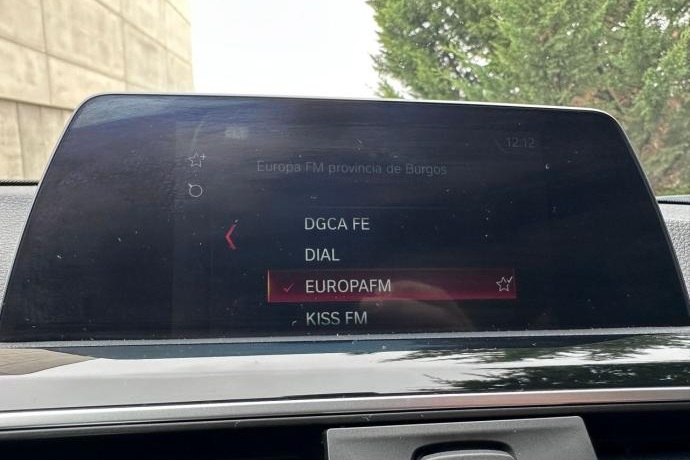 12:12
Europa FM provincia de Burgos
DGCA FE
DIAL
EUROPAFM
KISS FM